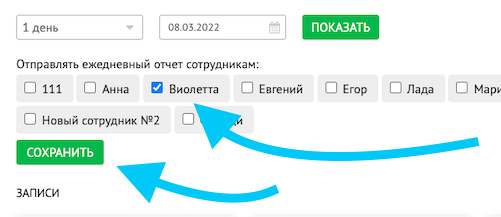 1 день 08.03.2022 ПОКАЗАТЬ
Отправлять ежедневный отчет сотрудникам:
111 Анна Виолетта Евгений Егор Лада
Новый сотрудник №2
СОХРАНИТЬ
ЗАПИСИ